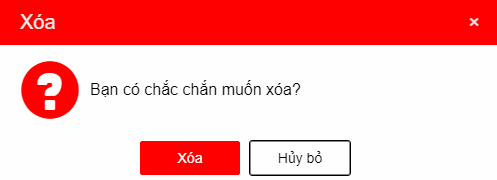 Xóa
×
Bạn có chắc chắn muốn xóa?
Xóa
Hủy bỏ